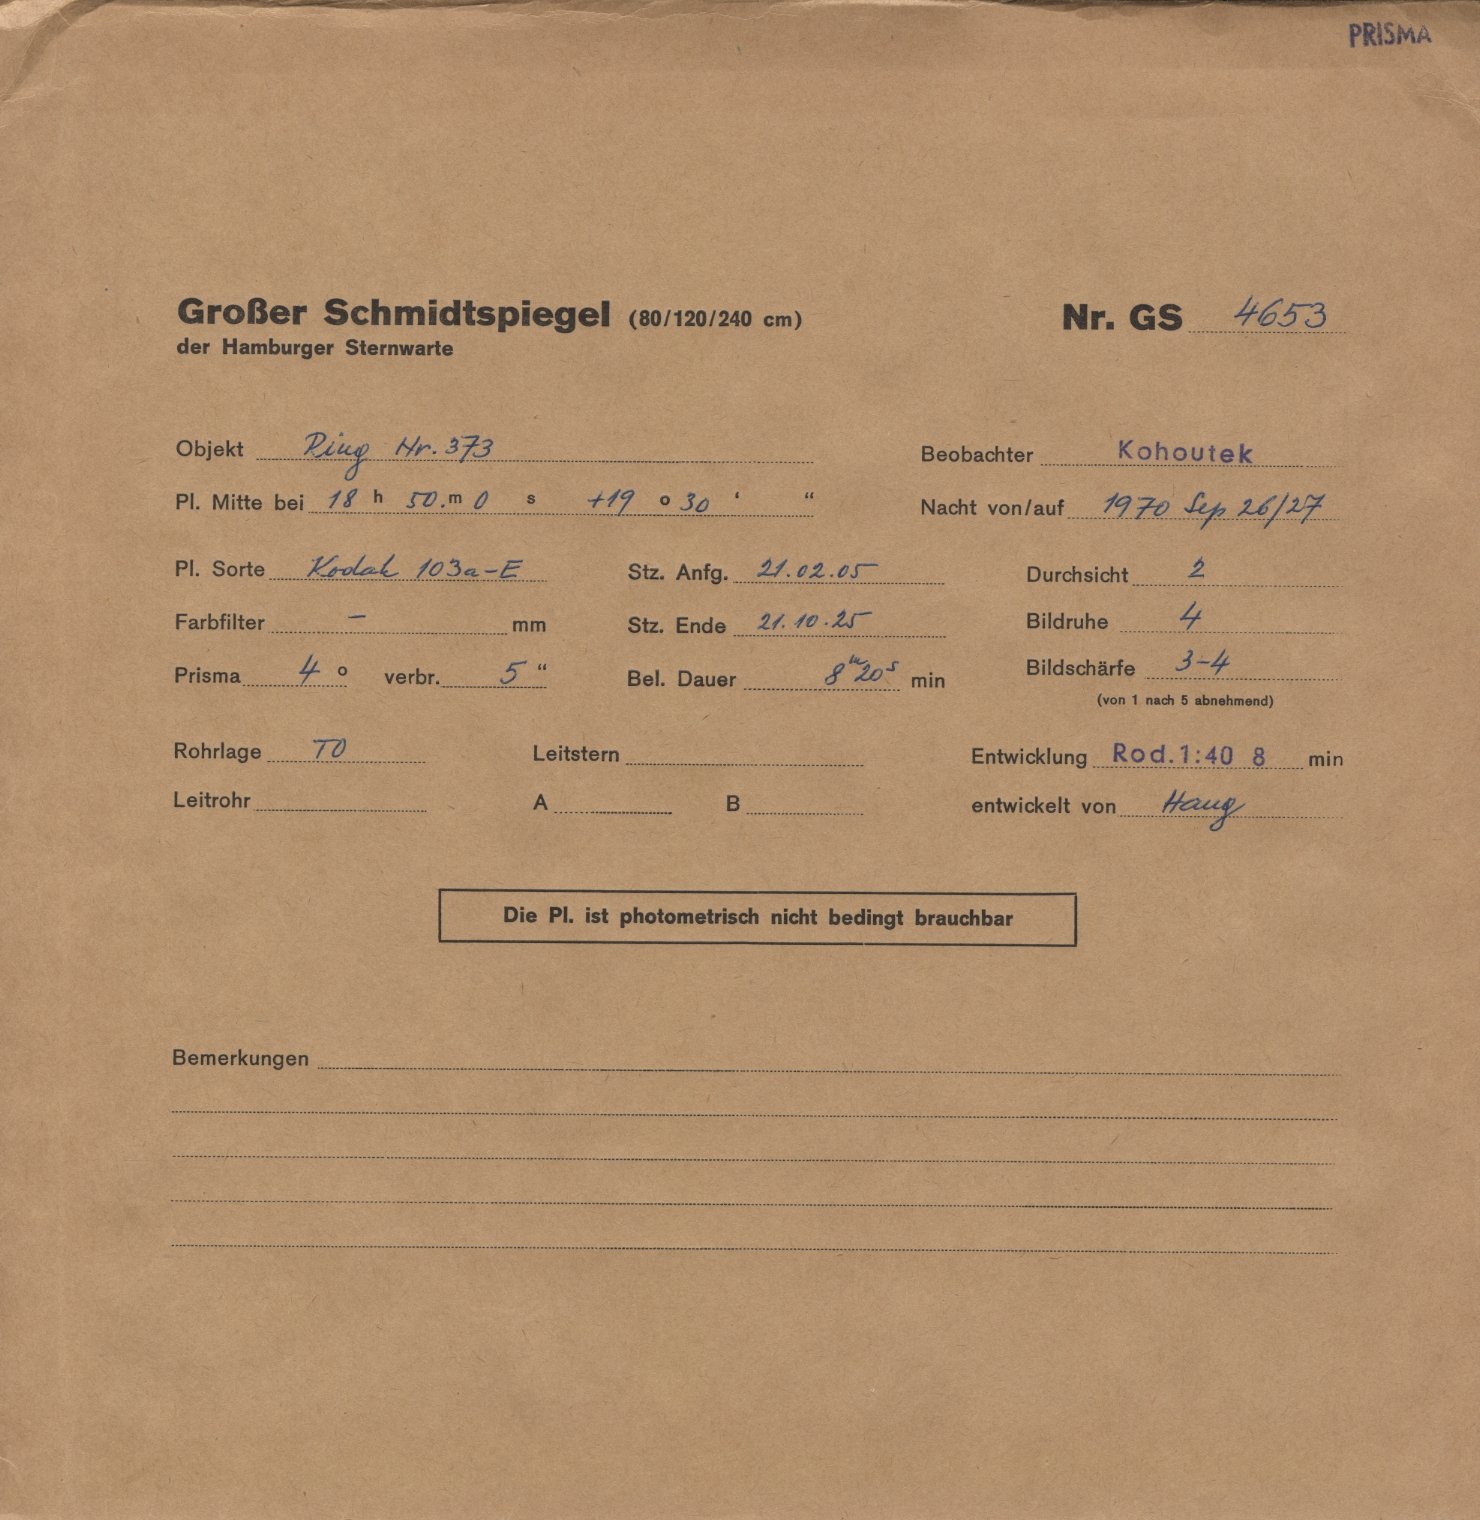 PRISMA
Großer Schmidtspiegel (80/120/240 cm) Nr. GS 4653
der Hamburger Sternwarte
Objekt Ring Nr. 373 Beobachter Kohoutek
Pl. Mitte bei 18 h 50. m 0 s +19 o 30 ‘ “ Nacht von/auf 1970 Sep 26/27
Pl. Sorte Kodak 103a-E Stz. Anfg. 21.02.05 Durchsicht 2
Farbfilter – mm Stz. Ende 21.10.25 Bildruhe 4
Prisma 4 o verbr. 5 “ Bel. Dauer 8m20s min Bildschärfe 3-4
(von 1 nach 5 abnehmend)
Rohrlage TO Leitstern Entwicklung Rod.1:40 8 min
Leitrohr A B entwickelt von Haug
Die Pl. ist photometrisch nicht bedingt brauchbar
Bemerkungen